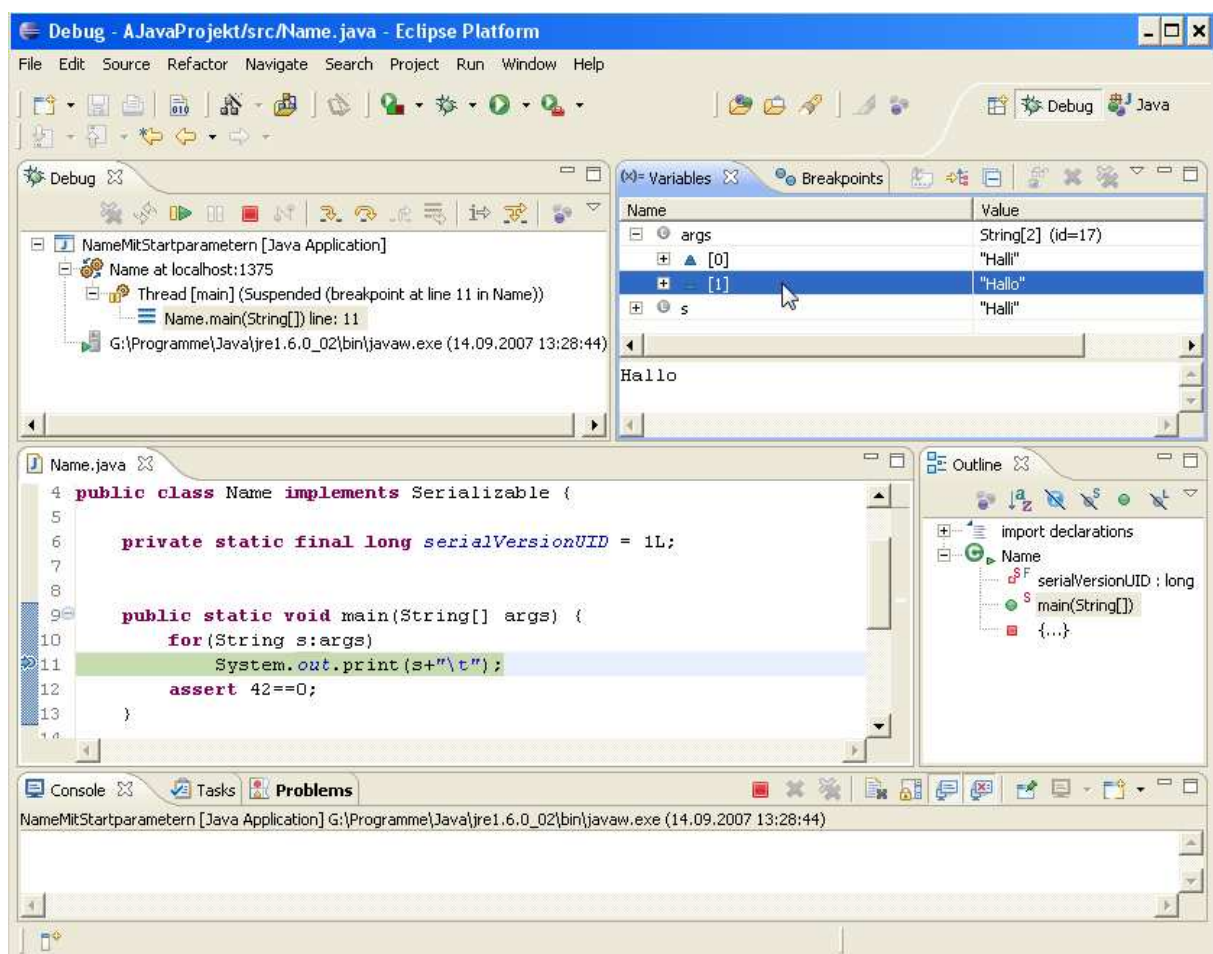 Debug - AJavaProjekt/src/Name.java - Eclipse Platform
File Edit Source Refactor Navigate Search Project Run Window Help
Debug Java
Debug
NameMitStartparametern [Java Application]
Name at localhost:1375
Thread [main] (Suspended (breakpoint at line 11 in Name))
Name.main(String[]) line: 11
G:\Programme\Java\jre1.6.0_02\bin\javaw.exe (14.09.2007 13:28:44)
(x)= Variables Breakpoints
Name Value
args String[2] (id=17)
[0] "Halli"
[1] "Hallo"
s "Halli"
Hallo
Name.java
4 public class Name implements Serializable {
5
6 private static final long serialVersionUID = 1L;
7
8
9 public static void main(String[] args) {
10 for(String s:args)
11 System.out.print(s+"\t");
12 assert 42==0;
13 }
14
Outline
import declarations
Name
serialVersionUID : long
main(String[])
{...}
Console Tasks Problems
NameMitStartparametern [Java Application] G:\Programme\Java\jre1.6.0_02\bin\javaw.exe (14.09.2007 13:28:44)